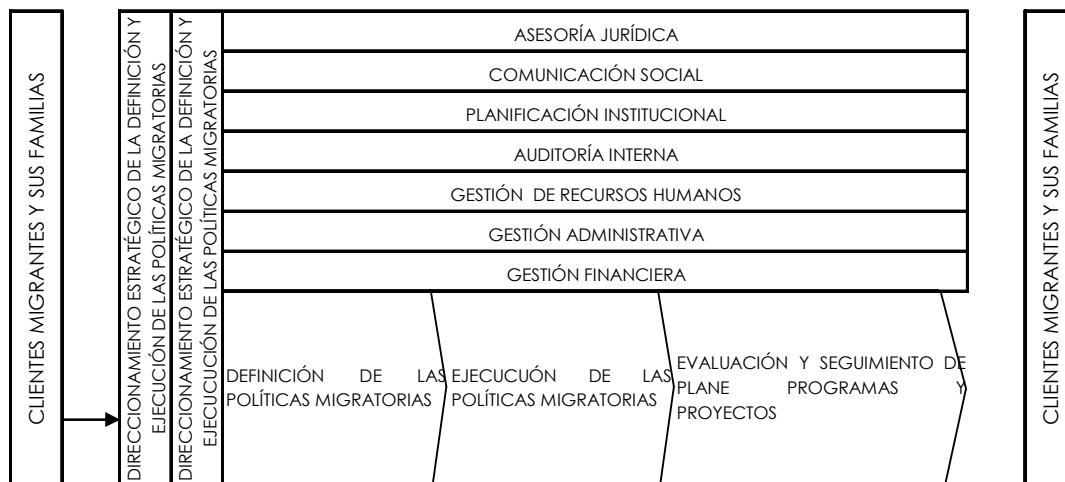 CLIENTES MIGRANTES Y SUS FAMILIAS
DIRECCIONAMIENTO ESTRATÉGICO DE LA DEFINICIÓN Y
EJECUCIÓN DE LAS POLÍTICAS MIGRATORIAS
DIRECCIONAMIENTO ESTRATÉGICO DE LA DEFINICIÓN Y
EJECUCUCIÓN DE LAS POLÍTICAS MIGRATORIAS
ASESORÍA JURÍDICA
COMUNICACIÓN SOCIAL
PLANIFICACIÓN INSTITUCIONAL
AUDITORÍA INTERNA
GESTIÓN DE RECURSOS HUMANOS
GESTIÓN ADMINISTRATIVA
GESTIÓN FINANCIERA
DEFINICIÓN DE LAS
POLÍTICAS MIGRATORIAS
EJECUCUÓN DE LAS
POLÍTICAS MIGRATORIAS
EVALUACIÓN Y SEGUIMIENTO DE
PLANE PROGRAMAS Y
PROYECTOS
CLIENTES MIGRANTES Y SUS FAMILIAS